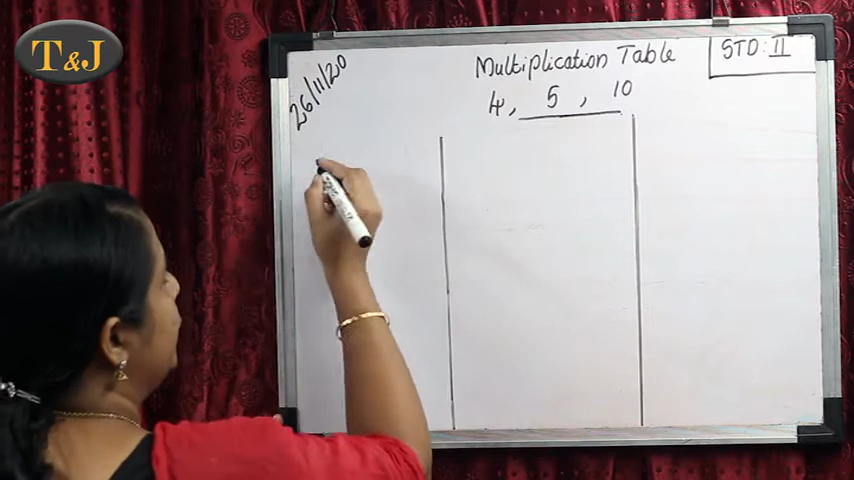 T&J
26/11/20
Multiplication Table
STD: II
4, 5, 10